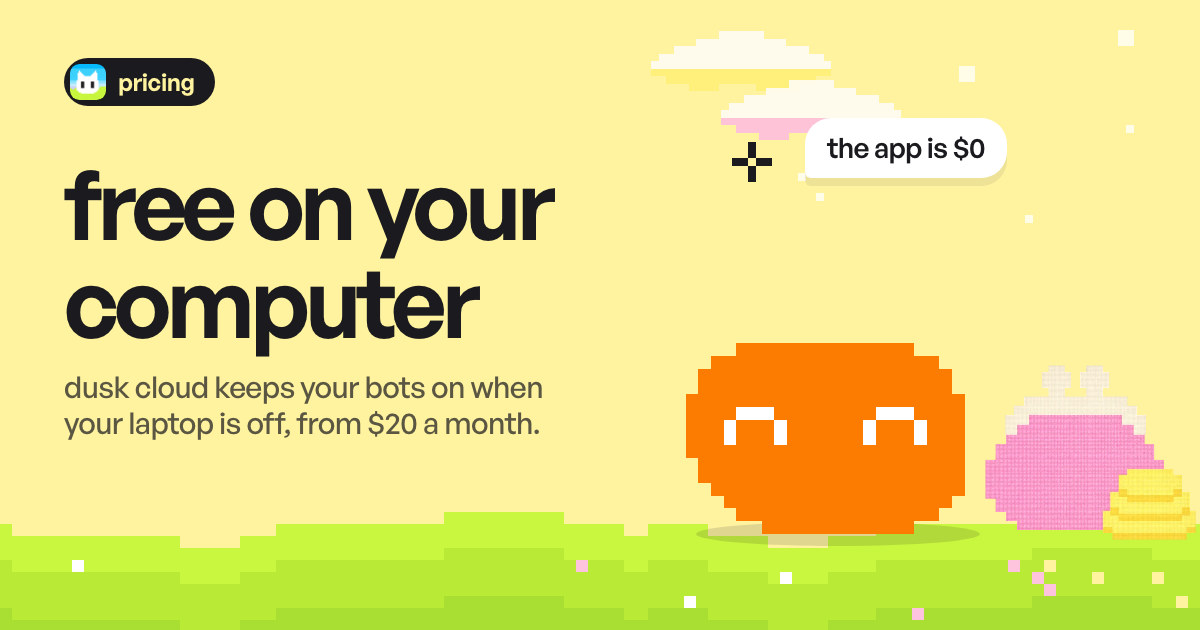 pricing
the app is $0
free on your
computer
dusk cloud keeps your bots on when
your laptop is off, from $20 a month.